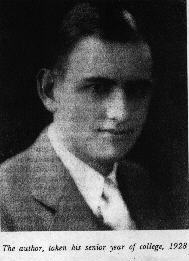 The author, taken his senior year of college, 1928